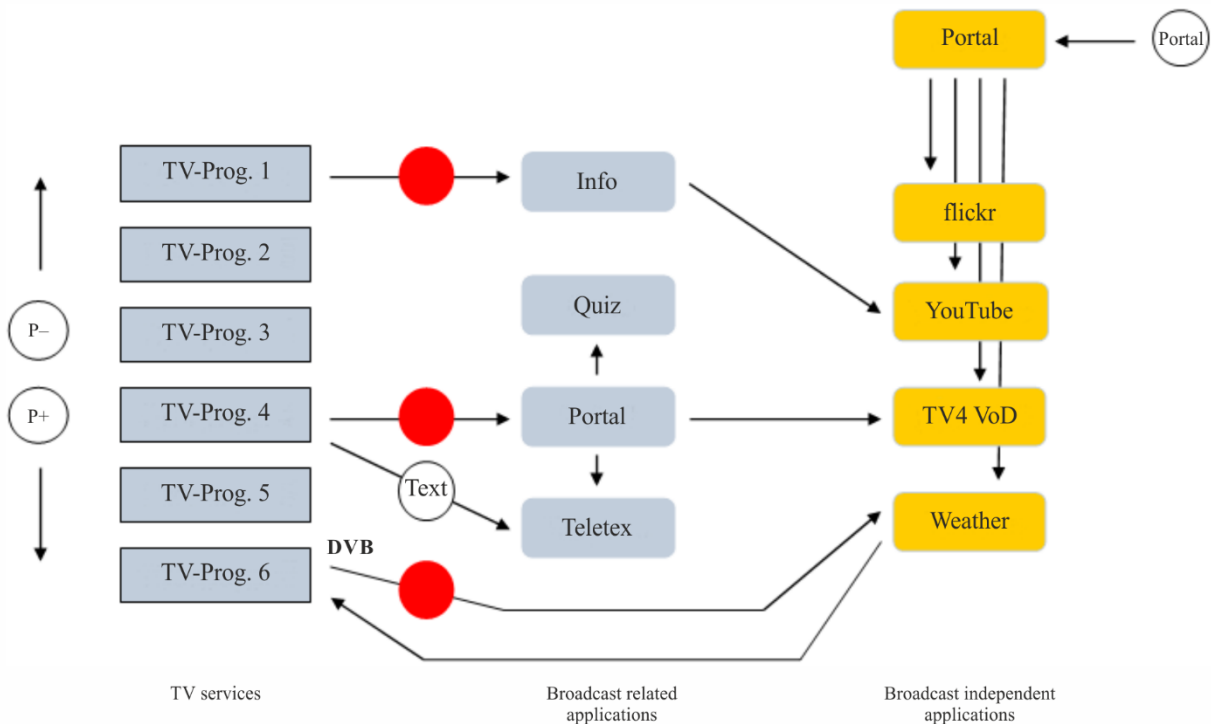 Portal
Portal
TV-Prog. 1
Info
flickr
TV-Prog. 2
Quiz
YouTube
P–
TV-Prog. 3
P+
TV-Prog. 4
Portal
TV4 VoD
TV-Prog. 5
Text
Teletex
Weather
DVB
TV-Prog. 6
TV services
Broadcast related
applications
Broadcast independent
applications